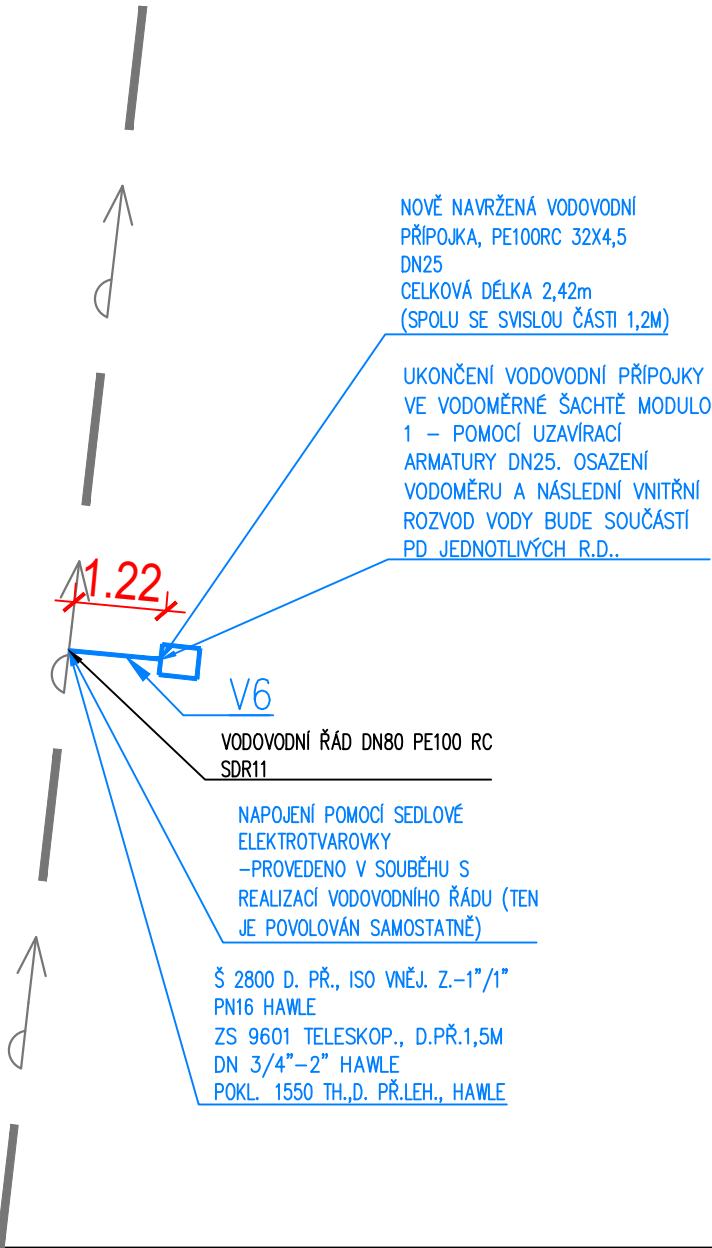 NOVĚ NAVRŽENÁ VODOVODNÍ
PŘÍPOJKA, PE100RC 32X4,5
DN25
CELKOVÁ DÉLKA 2,42m
(SPOLU SE SVISLOU ČÁSTI 1,2M)
UKONČENÍ VODOVODNÍ PŘÍPOJKY
VE VODOMĚRNÉ ŠACHTĚ MODULO
1 – POMOCÍ UZAVÍRACÍ
ARMATURY DN25. OSAZENÍ
VODOMĚRU A NÁSLEDNÍ VNITŘNÍ
ROZVOD VODY BUDE SOUČÁSTÍ
PD JEDNOTLIVÝCH R.D..
1.22
V6
VODOVODNÍ ŘÁD DN80 PE100 RC
SDR11
NAPOJENÍ POMOCÍ SEDLOVÉ
ELEKTROTVAROVKY
–PROVEDENO V SOUBĚHU S
REALIZACÍ VODOVODNÍHO ŘÁDU (TEN
JE POVOLOVÁN SAMOSTATNĚ)
Š 2800 D. PŘ., ISO VNĚJ. Z.–1”/1”
PN16 HAWLE
ZS 9601 TELESKOP., D.PŘ.1,5M
DN 3/4”–2” HAWLE
POKL. 1550 TH.,D. PŘ.LEH., HAWLE